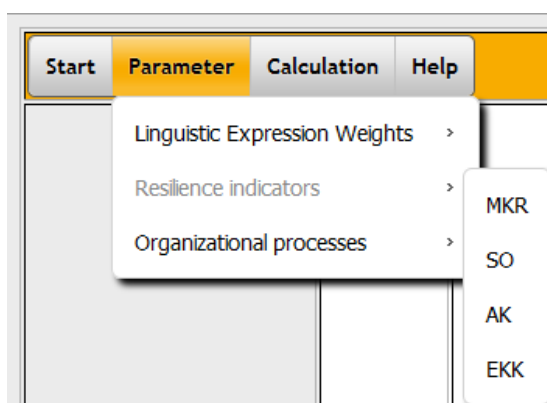 Start Parameter Calculation Help
Linguistic Expression Weights
Resilience indicators
Organizational processes
MKR
SO
AK
EKK